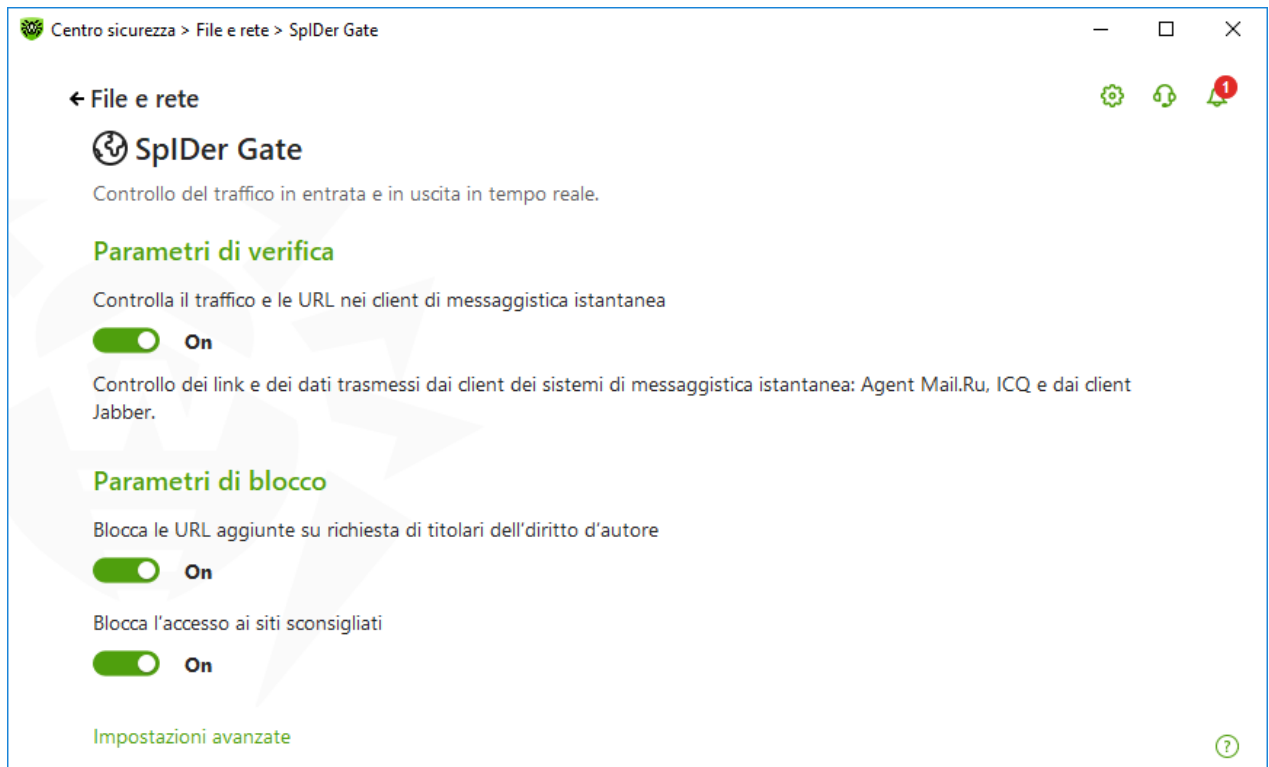 Centro sicurezza > File e rete > SpIDer Gate
File e rete
1
SpIDer Gate
Controllo del traffico in entrata e in uscita in tempo reale.
Parametri di verifica
Controlla il traffico e le URL nei client di messaggistica istantanea
On
Controllo dei link e dei dati trasmessi dai client dei sistemi di messaggistica istantanea: Agent Mail.Ru, ICQ e dai client
Jabber.
Parametri di blocco
Blocca le URL aggiunte su richiesta di titolari dell'diritto d'autore
On
Blocca l'accesso ai siti sconsigliati
On
Impostazioni avanzate
?